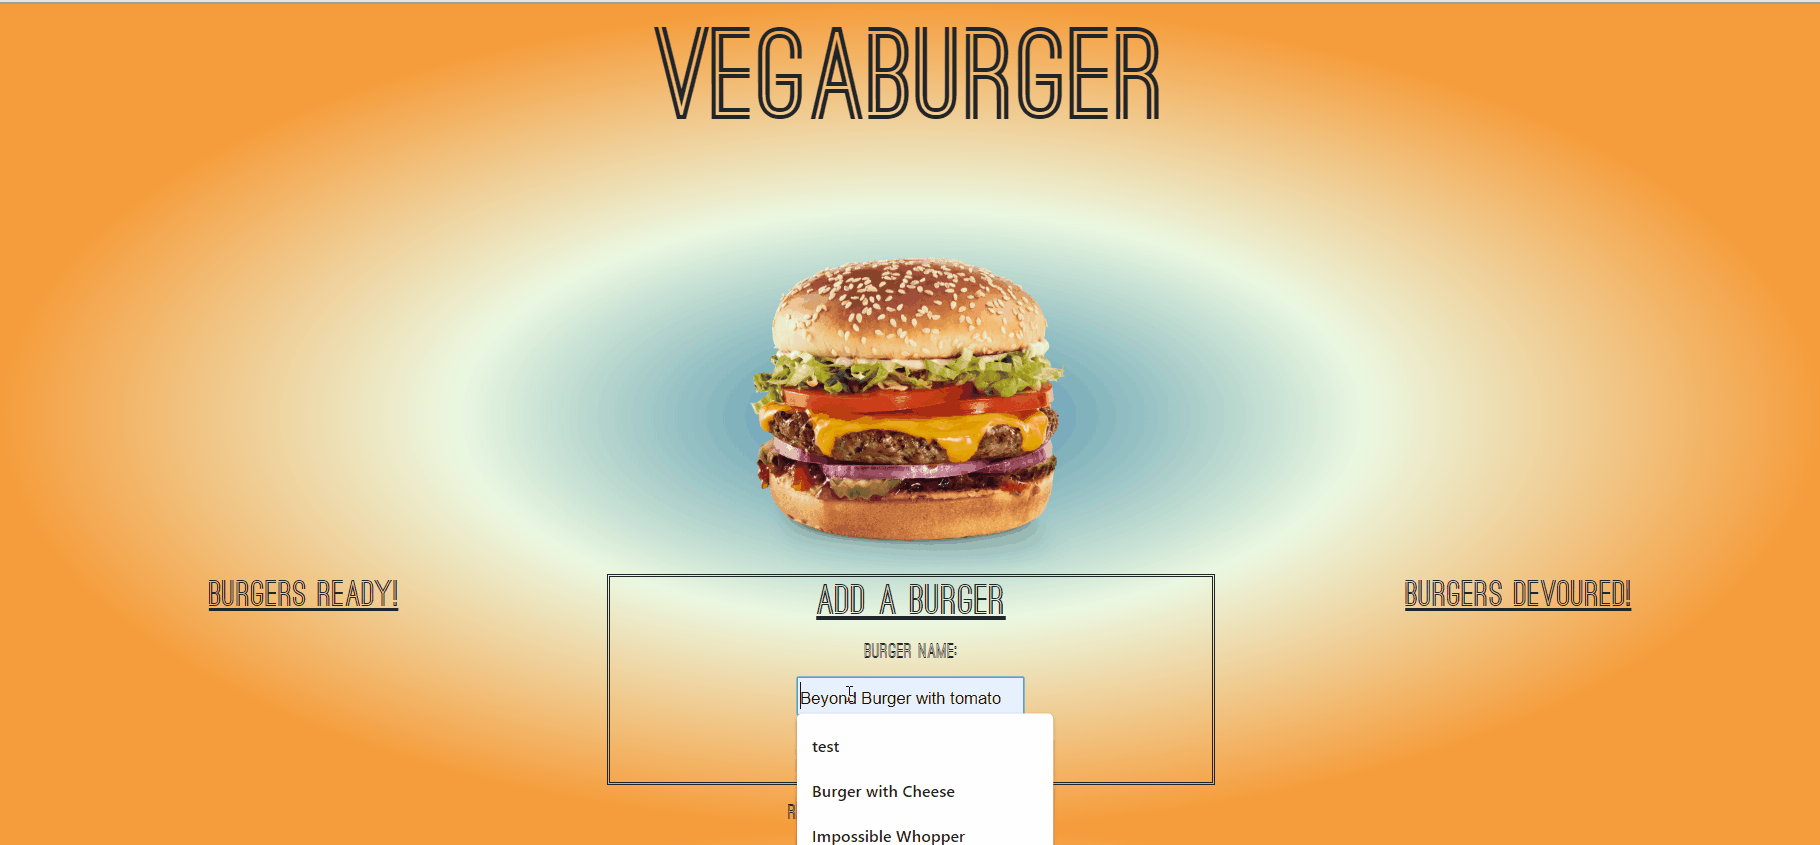 VEGABURGER
BURGERS READY!
ADD A BURGER
BURGERS DEVOURED!
BURGER NAME:
Beyond Burger with tomato
test
Burger with Cheese
Impossible Whopper